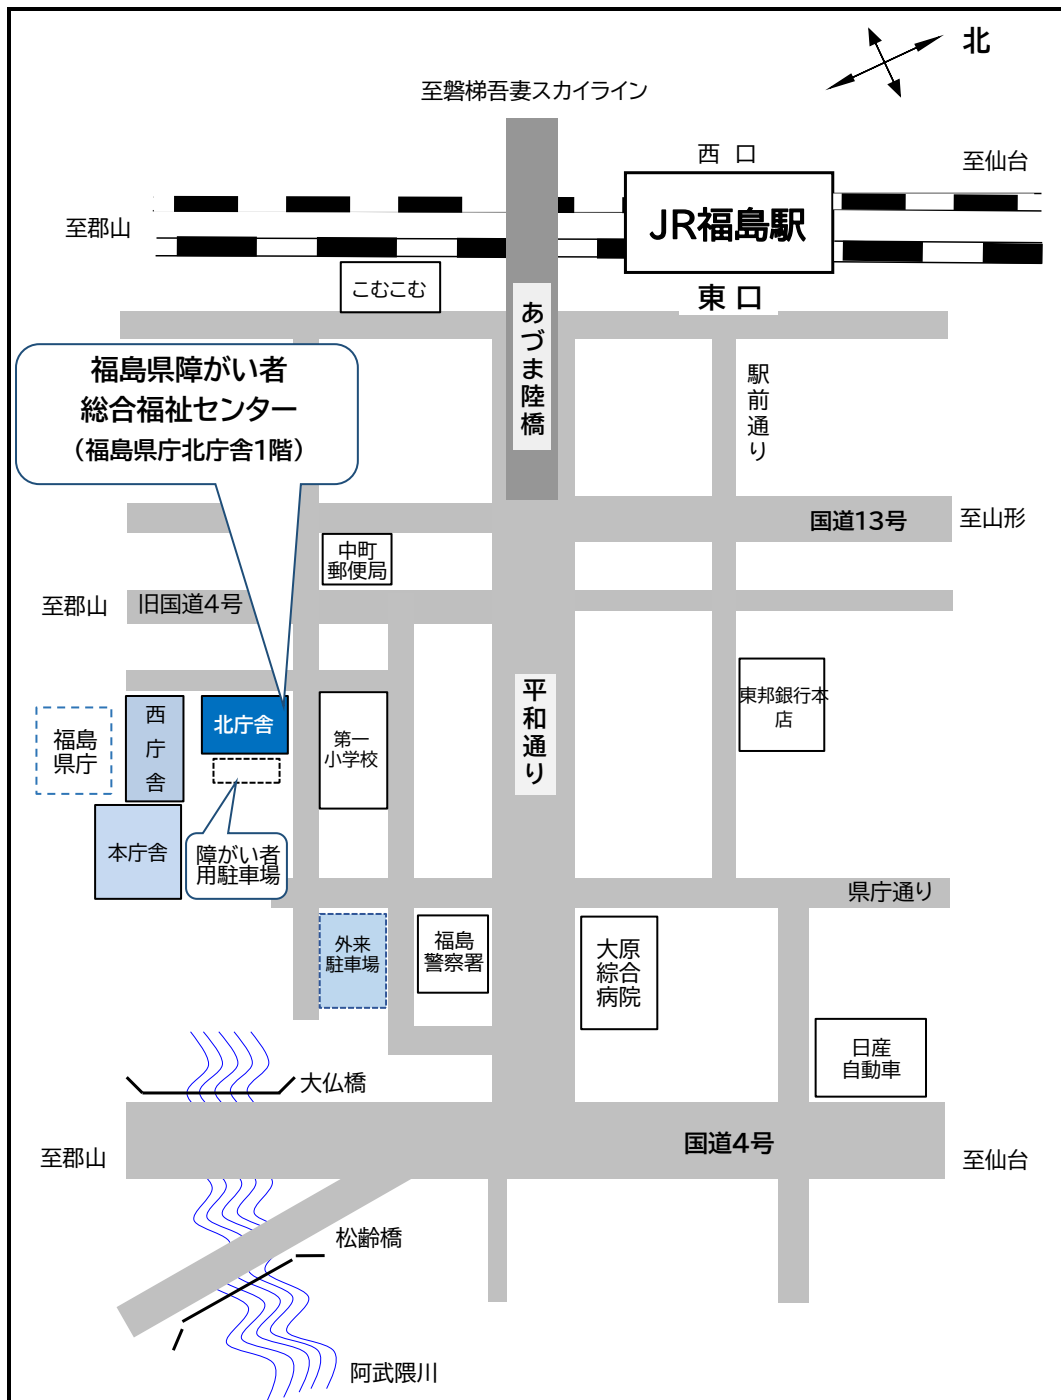 北
至磐梯吾妻スカイライン
西 口
至仙台
至郡山
JR福島駅
こむこむ
東 口
あづま陸橋
福島県障がい者
総合福祉センター
（福島県庁北庁舎1階）
駅前通り
国道13号
至山形
中町
郵便局
至郡山
旧国道4号
平和通り
東邦銀行本
店
福島
県庁
西庁舎
北庁舎
第一
小学校
本庁舎
障がい者
用駐車場
県庁通り
外来
駐車場
福島
警察署
大原
綜合
病院
日産
自動車
大仏橋
国道4号
至郡山
至仙台
松齢橋
阿武隈川